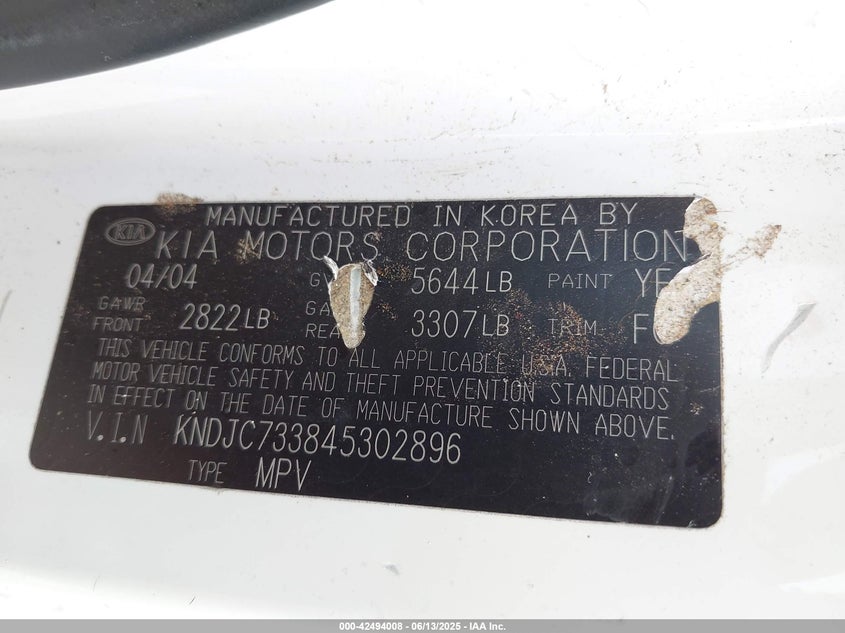 MANUFACTURED IN KOREA BY
KIA KIA MOTORS CORPORATION
04/04 5644LB PAINT
GAWR FRONT 2822LB 3307LB TRIM
THIS VEHICLE CONFORMS TO ALL APPLICABLE U.S.A. FEDERAL
MOTOR VEHICLE SAFETY AND THEFT PREVENTION STANDARDS
IN EFFECT ON THE DATE OF MANUFACTURE SHOWN ABOVE.
V.I.N KNDJC733845302896
TYPE MPV
000-42494008 - 06/13/2025 - IAA Inc.